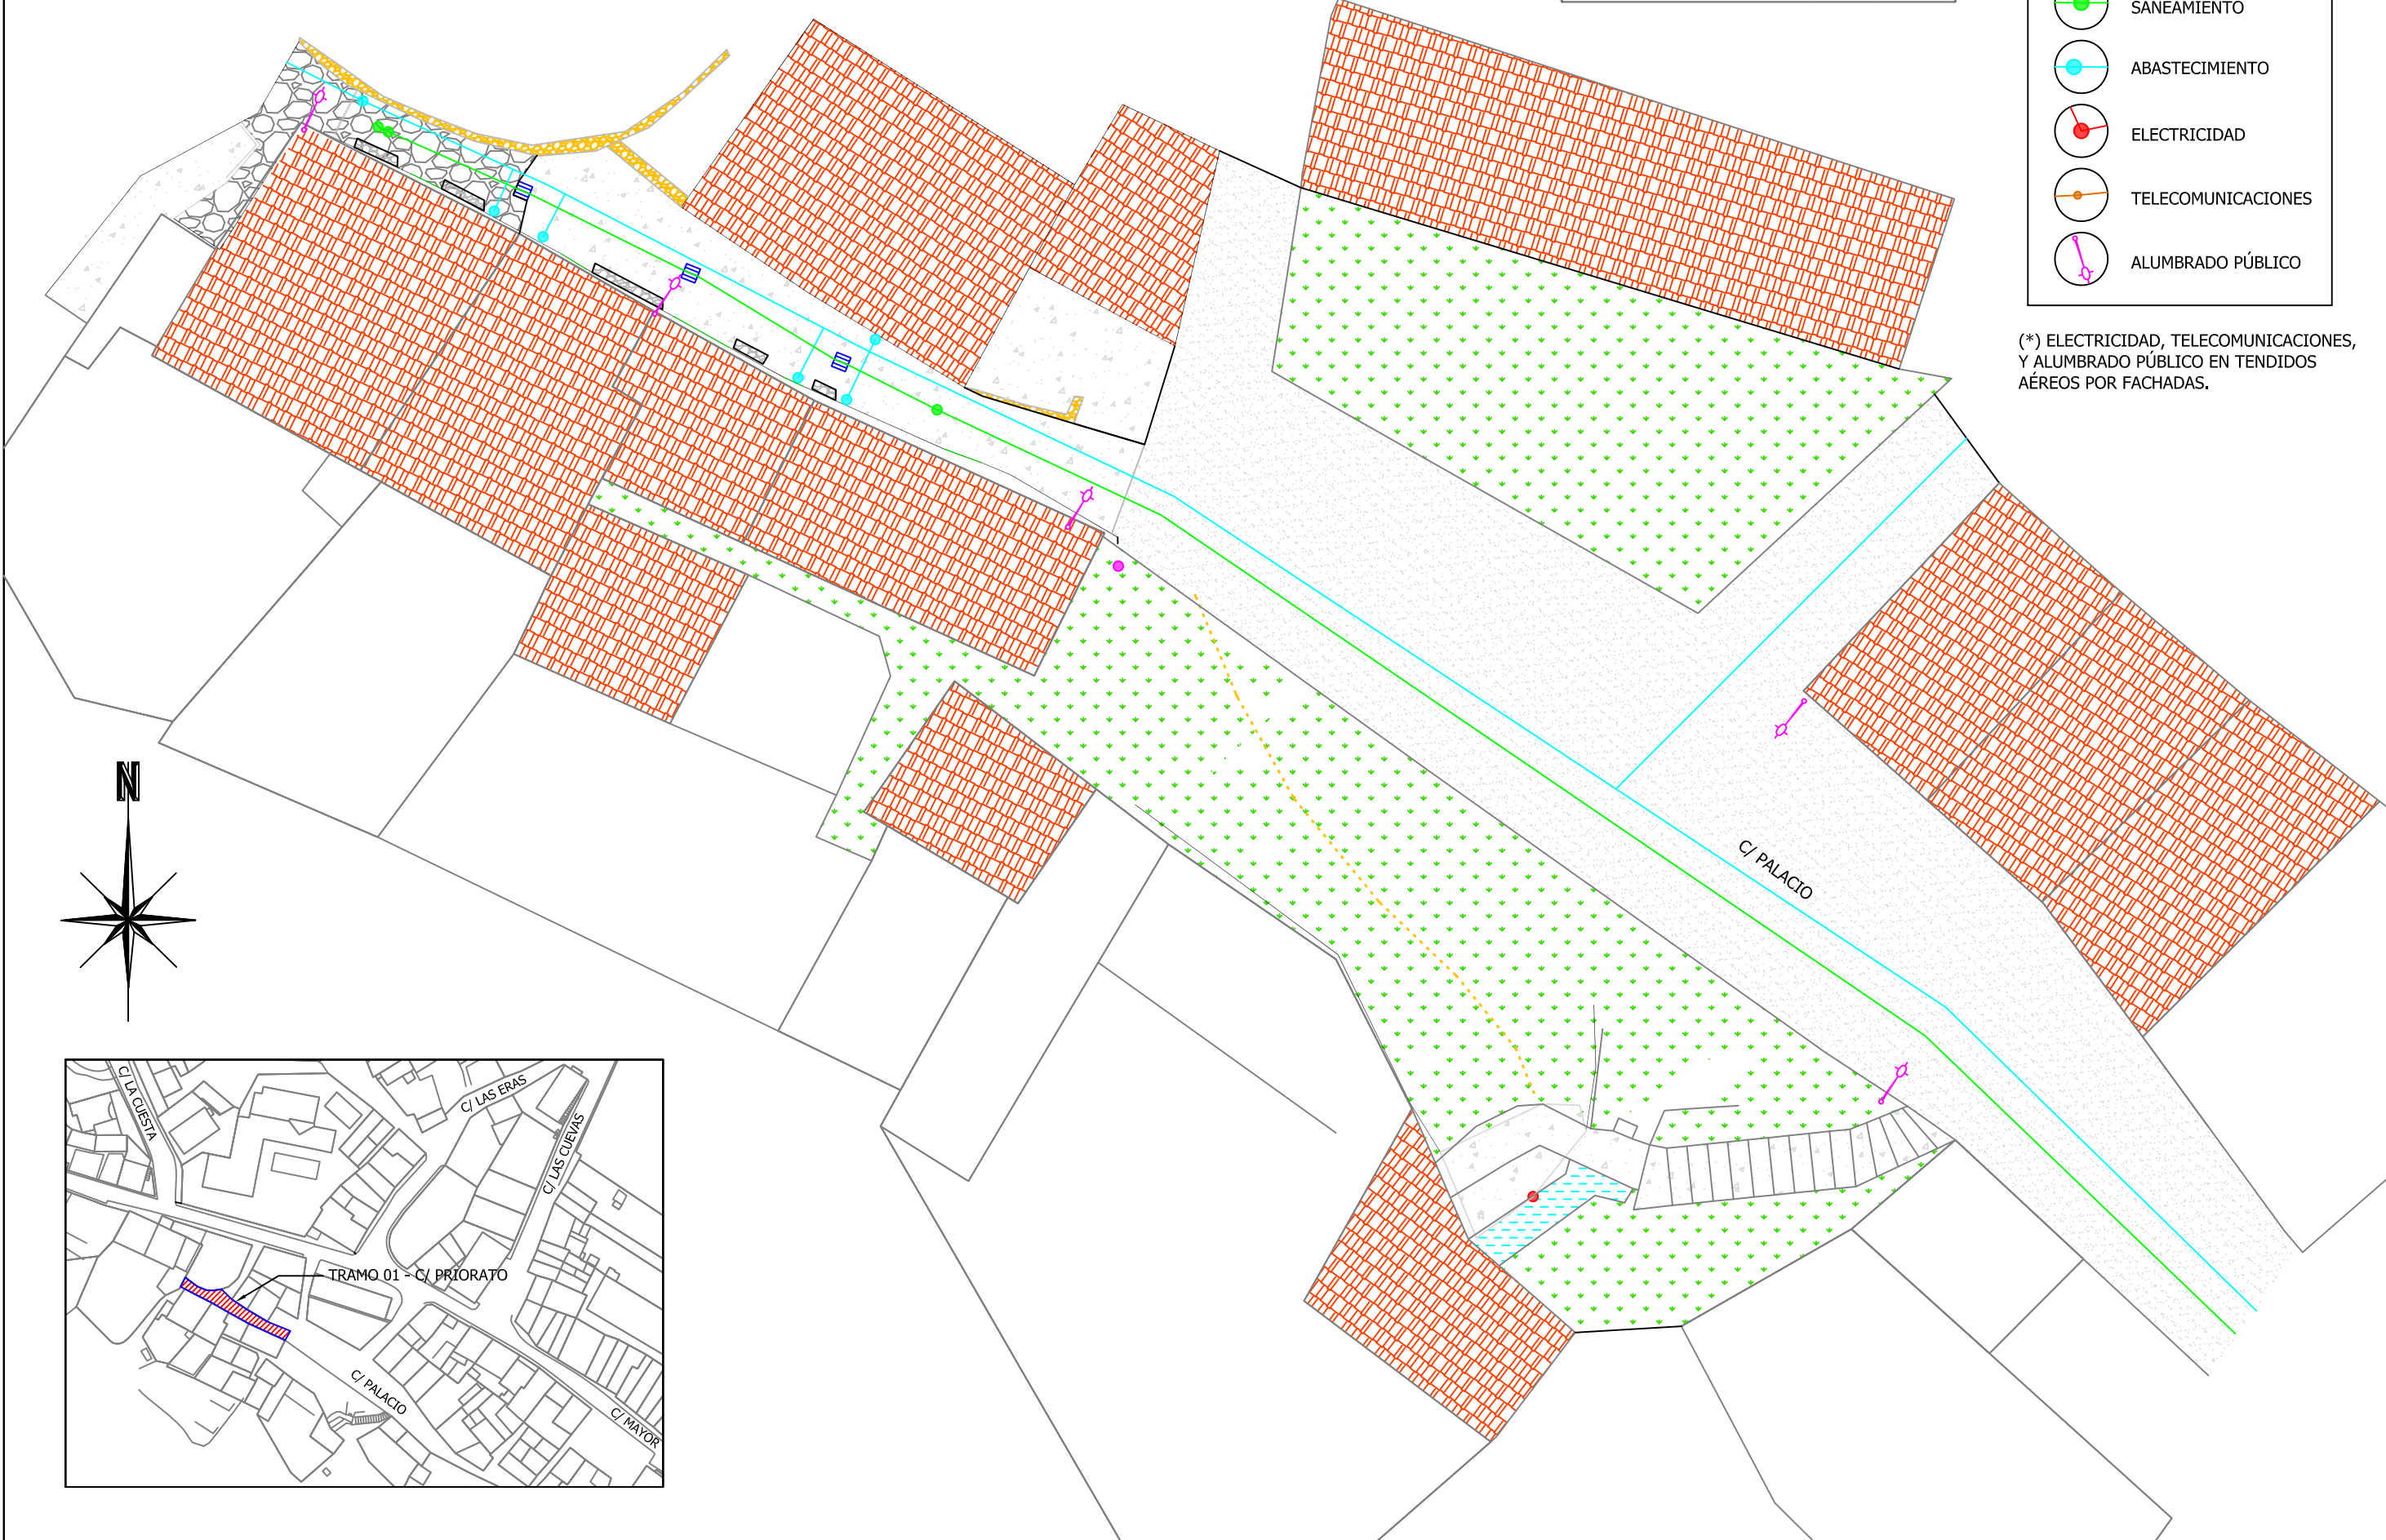 SANEAMIENTO
ABASTECIMIENTO
ELECTRICIDAD
TELECOMUNICACIONES
ALUMBRADO PÚBLICO
(*) ELECTRICIDAD, TELECOMUNICACIONES,
Y ALUMBRADO PÚBLICO EN TENDIDOS
AÉREOS POR FACHADAS.
C/ PALACIO
N
C/ LA CUESTA
C/ LAS ERAS
C/ LAS CUEVAS
TRAMO 01 - C/ PRIORATO
C/ PALACIO
C/ MAYOR